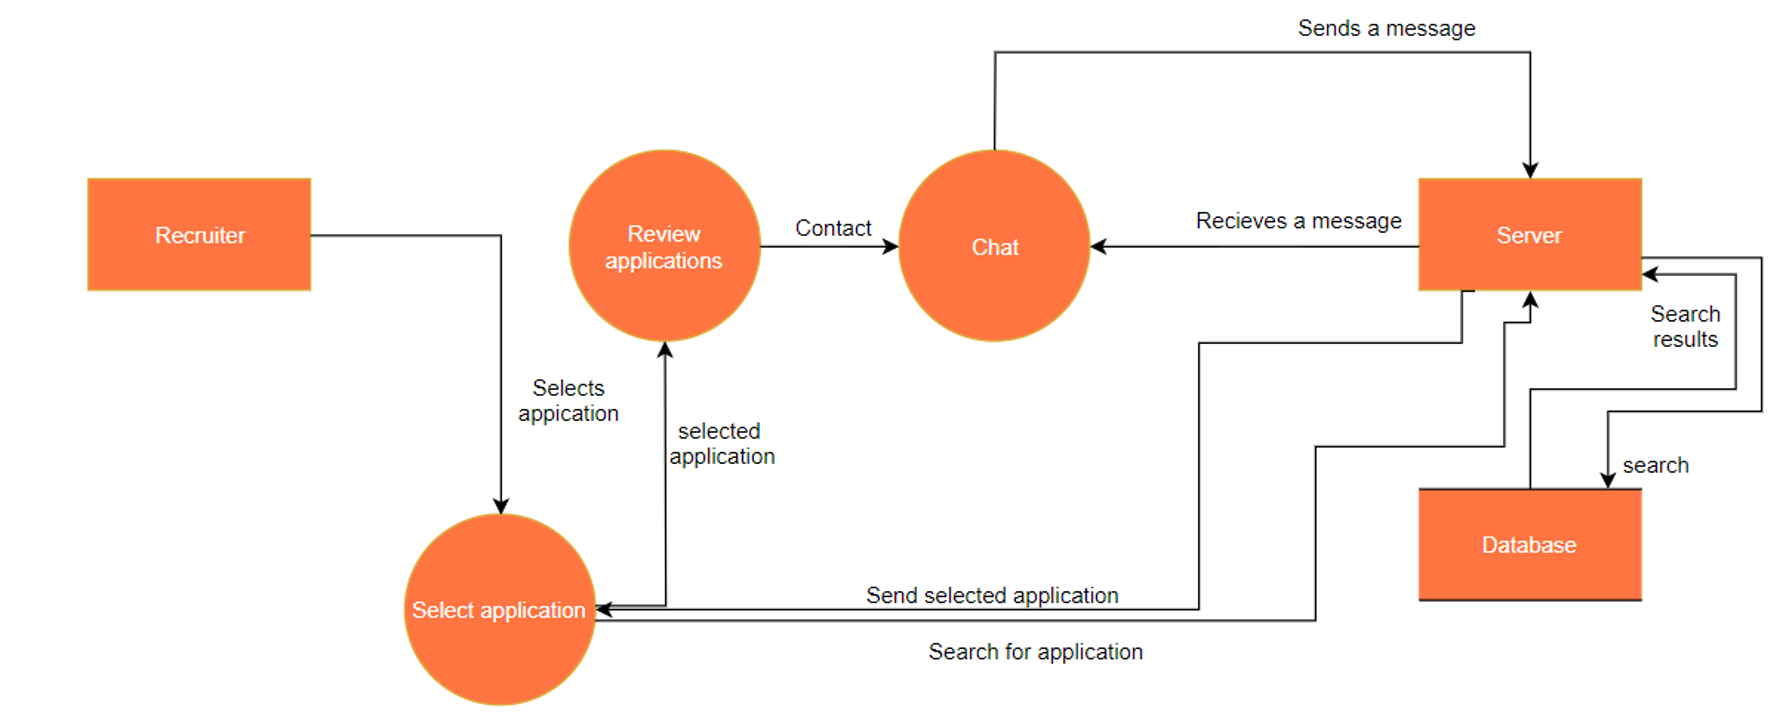 Sends a message
Recruiter
Review
applications
Contact
Chat
Recieves a message
Server
Search
results
Selects
appication
selected
application
search
Database
Select application
Send selected application
Search for application